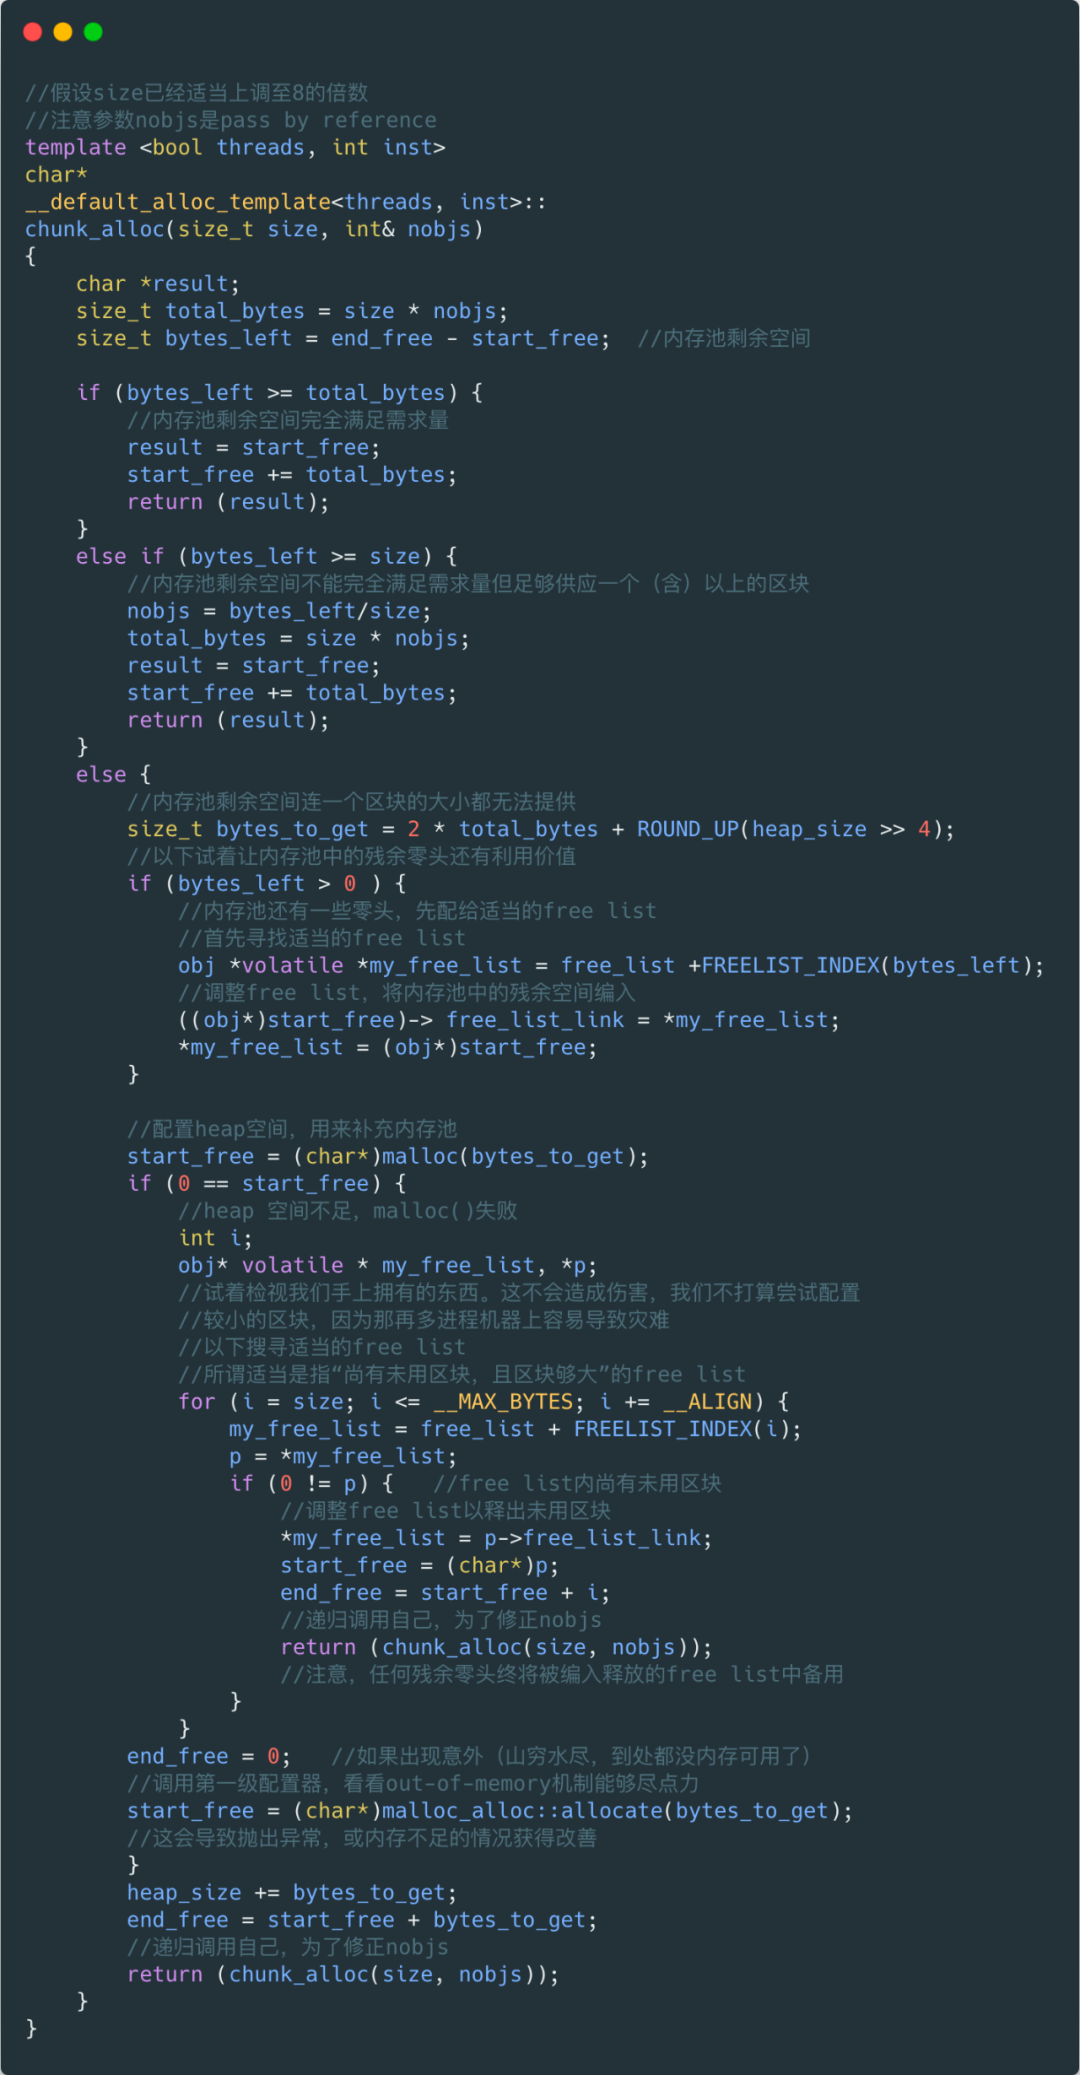 //假设size已经适当上调至8的倍数
//注意参数nobjs是pass by reference
template <bool threads, int inst>
char*
__default_alloc_template<threads, inst>::
chunk_alloc(size_t size, int& nobjs)
{
    char *result;
    size_t total_bytes = size * nobjs;
    size_t bytes_left = end_free - start_free;  //内存池剩余空间

    if (bytes_left >= total_bytes) {
        //内存池剩余空间完全满足需求量
        result = start_free;
        start_free += total_bytes;
        return (result);
    }
    else if (bytes_left >= size) {
        //内存池剩余空间不能完全满足需求量但足够供应一个（含）以上的区块
        nobjs = bytes_left/size;
        total_bytes = size * nobjs;
        result = start_free;
        start_free += total_bytes;
        return (result);
    }
    else {
        //内存池剩余空间连一个区块的大小都无法提供
        size_t bytes_to_get = 2 * total_bytes + ROUND_UP(heap_size >> 4);
        //以下试着让内存池中的残余零头还有利用价值
        if (bytes_left > 0 ) {
            //内存池还有一些零头，先配给适当的free list
            //首先寻找适当的free list
            obj *volatile *my_free_list = free_list +FREELIST_INDEX(bytes_left);
            //调整free list，将内存池中的残余空间编入
            ((obj*)start_free)-> free_list_link = *my_free_list;
            *my_free_list = (obj*)start_free;
        }

        //配置heap空间，用来补充内存池
        start_free = (char*)malloc(bytes_to_get);
        if (0 == start_free) {
            //heap 空间不足，malloc()失败
            int i;
            obj* volatile * my_free_list, *p;
            //试着检视我们手上拥有的东西。这不会造成伤害，我们不打算尝试配置
            //较小的区块，因为那再多进程机器上容易导致灾难
            //以下搜寻适当的free list
            //所谓适当是指“尚有未用区块，且区块够大”的free list
            for (i = size; i <= __MAX_BYTES; i += __ALIGN) {
                my_free_list = free_list + FREELIST_INDEX(i);
                p = *my_free_list;
                if (0 != p) {   //free list内尚有未用区块
                    //调整free list以释出未用区块
                    *my_free_list = p->free_list_link;
                    start_free = (char*)p;
                    end_free = start_free + i;
                    //递归调用自己，为了修正nobjs
                    return (chunk_alloc(size, nobjs));
                    //注意，任何残余零头终将被编入释放的free list中备用
                }
            }
        end_free = 0;   //如果出现意外（山穷水尽，到处都没内存可用了）
        //调用第一级配置器，看看out-of-memory机制能够尽点力
        start_free = (char*)malloc_alloc::allocate(bytes_to_get);
        //这会导致抛出异常，或内存不足的情况获得改善
        }
        heap_size += bytes_to_get;
        end_free = start_free + bytes_to_get;
        //递归调用自己，为了修正nobjs
        return (chunk_alloc(size, nobjs));
    }
}